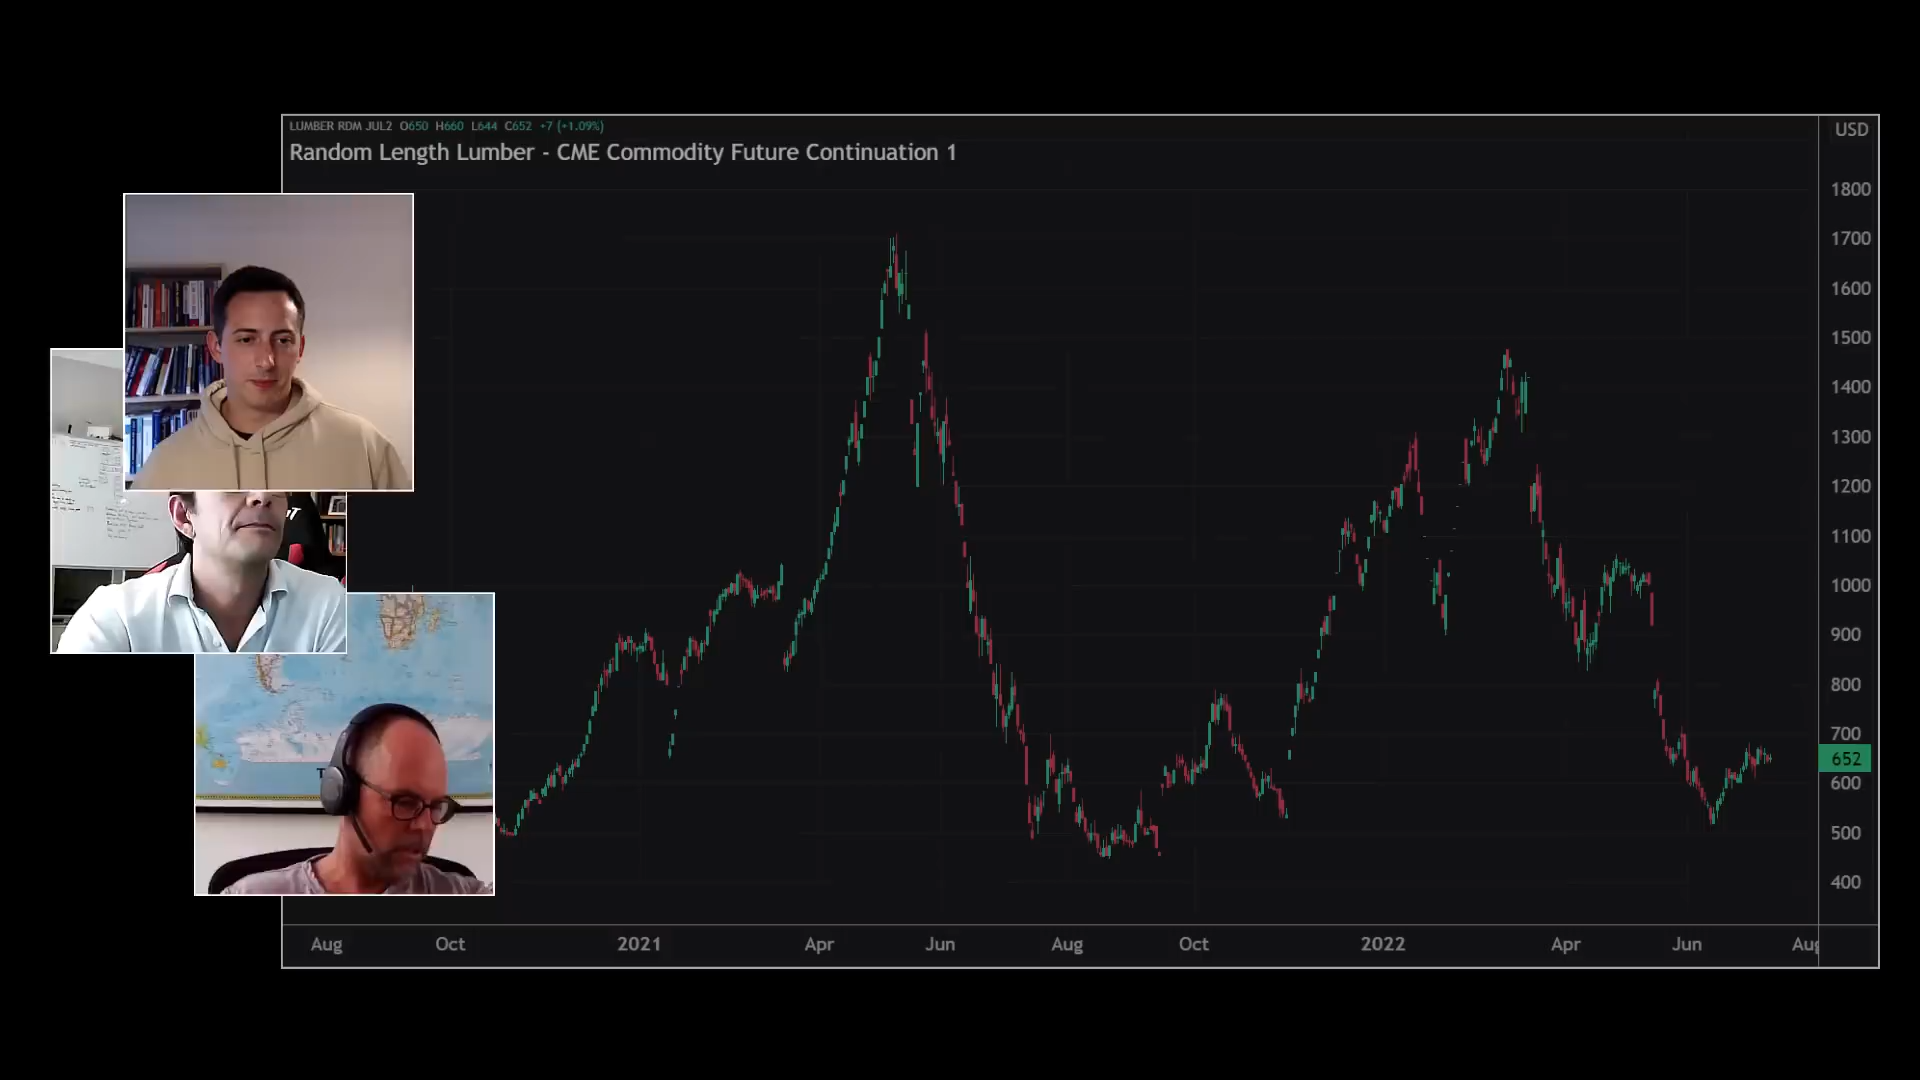 LUMBER RDM JUL2 O650 H660 L644 C652 +7 (+1.09%)
USD
Random Length Lumber - CME Commodity Future Continuation 1
1800
1700
1600
1500
1400
1300
1200
1100
1000
900
800
700
652
600
500
400
Aug
Oct
2021
Apr
Jun
Aug
Oct
2022
Apr
Jun